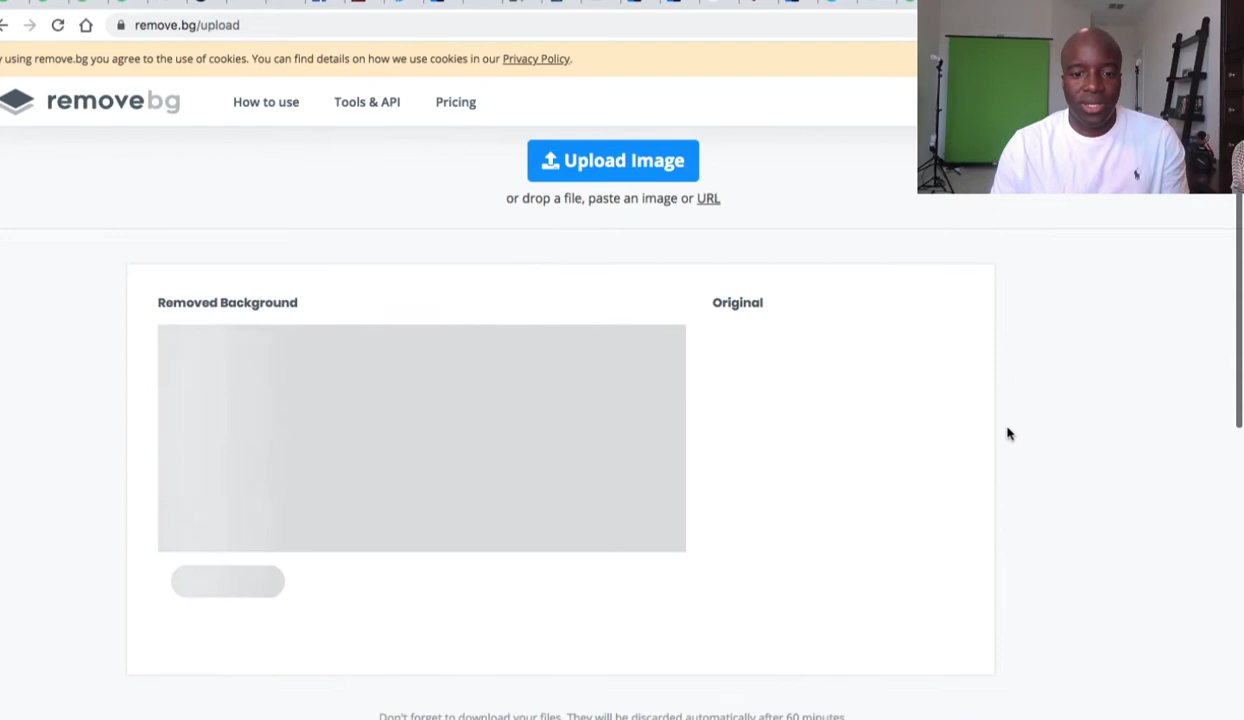 remove.bg/upload
using remove.bg you agree to the use of cookies. You can find details on how we use cookies in our Privacy Policy.
removebg How to use Tools & API Pricing
Upload Image
or drop a file, paste an image or URL
Removed Background Original
Don't forget to download your files. They will be discarded automatically after 60 minutes.